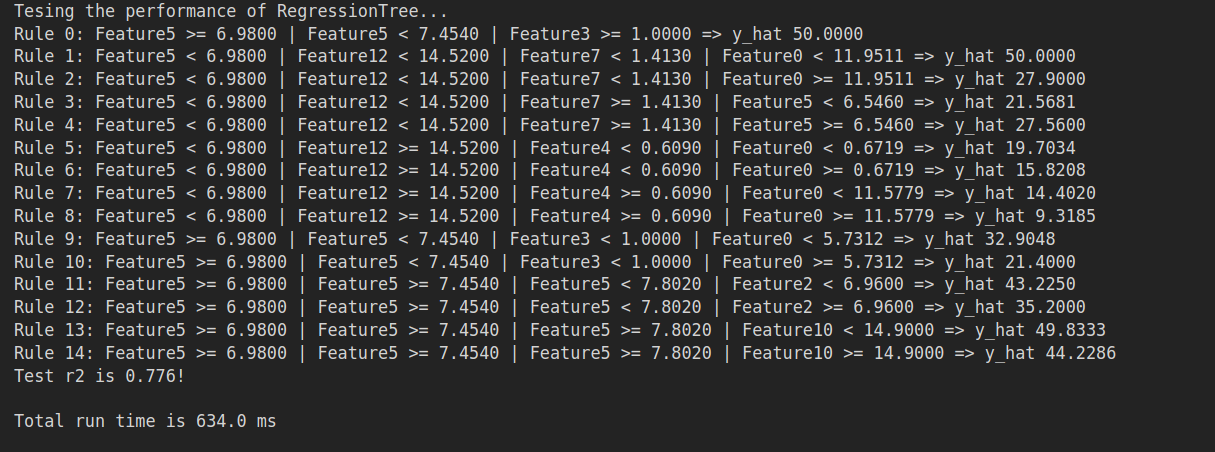 Tesing the performance of RegressionTree...
Rule 0: Feature5 >= 6.9800 | Feature5 < 7.4540 | Feature3 >= 1.0000 => y_hat 50.0000
Rule 1: Feature5 < 6.9800 | Feature12 < 14.5200 | Feature7 < 1.4130 | Feature0 < 11.9511 => y_hat 50.0000
Rule 2: Feature5 < 6.9800 | Feature12 < 14.5200 | Feature7 < 1.4130 | Feature0 >= 11.9511 => y_hat 27.9000
Rule 3: Feature5 < 6.9800 | Feature12 < 14.5200 | Feature7 >= 1.4130 | Feature5 < 6.5460 => y_hat 21.5681
Rule 4: Feature5 < 6.9800 | Feature12 < 14.5200 | Feature7 >= 1.4130 | Feature5 >= 6.5460 => y_hat 27.5600
Rule 5: Feature5 < 6.9800 | Feature12 >= 14.5200 | Feature4 < 0.6090 | Feature0 < 0.6719 => y_hat 19.7034
Rule 6: Feature5 < 6.9800 | Feature12 >= 14.5200 | Feature4 < 0.6090 | Feature0 >= 0.6719 => y_hat 15.8208
Rule 7: Feature5 < 6.9800 | Feature12 >= 14.5200 | Feature4 >= 0.6090 | Feature0 < 11.5779 => y_hat 14.4020
Rule 8: Feature5 < 6.9800 | Feature12 >= 14.5200 | Feature4 >= 0.6090 | Feature0 >= 11.5779 => y_hat 9.3185
Rule 9: Feature5 >= 6.9800 | Feature5 < 7.4540 | Feature3 < 1.0000 | Feature0 < 5.7312 => y_hat 32.9048
Rule 10: Feature5 >= 6.9800 | Feature5 < 7.4540 | Feature3 < 1.0000 | Feature0 >= 5.7312 => y_hat 21.4000
Rule 11: Feature5 >= 6.9800 | Feature5 >= 7.4540 | Feature5 < 7.8020 | Feature2 < 6.9600 => y_hat 43.2250
Rule 12: Feature5 >= 6.9800 | Feature5 >= 7.4540 | Feature5 < 7.8020 | Feature2 >= 6.9600 => y_hat 35.2000
Rule 13: Feature5 >= 6.9800 | Feature5 >= 7.4540 | Feature5 >= 7.8020 | Feature10 < 14.9000 => y_hat 49.8333
Rule 14: Feature5 >= 6.9800 | Feature5 >= 7.4540 | Feature5 >= 7.8020 | Feature10 >= 14.9000 => y_hat 44.2286
Test r2 is 0.776!
Total run time is 634.0 ms